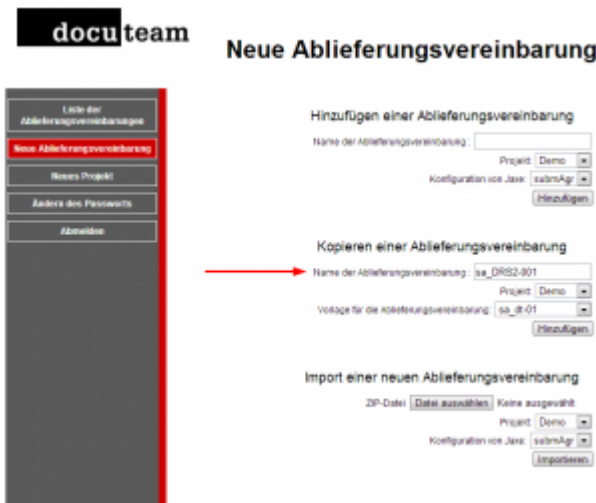 docuteam
Neue Ablieferungsvereinbarung
Liste der
Ablieferungsvereinbarungen
Neue Ablieferungsvereinbarung
Neues Projekt
Ändern des Passworts
Abmelden
Hinzufügen einer Ablieferungsvereinbarung
Name der Ablieferungsvereinbarung:
Projekt: Demo
Konfiguration von Jaxe: submAgr
Hinzufügen
Kopieren einer Ablieferungsvereinbarung
Name der Ablieferungsvereinbarung: sa_DRS2-001
Projekt: Demo
Vorlage für die Ablieferungsvereinbarung: sa_dt-01
Hinzufügen
Import einer neuen Ablieferungsvereinbarung
ZIP-Datei Datei auswählen Keine ausgewählt
Projekt: Demo
Konfiguration von Jaxe: submAgr
Importieren